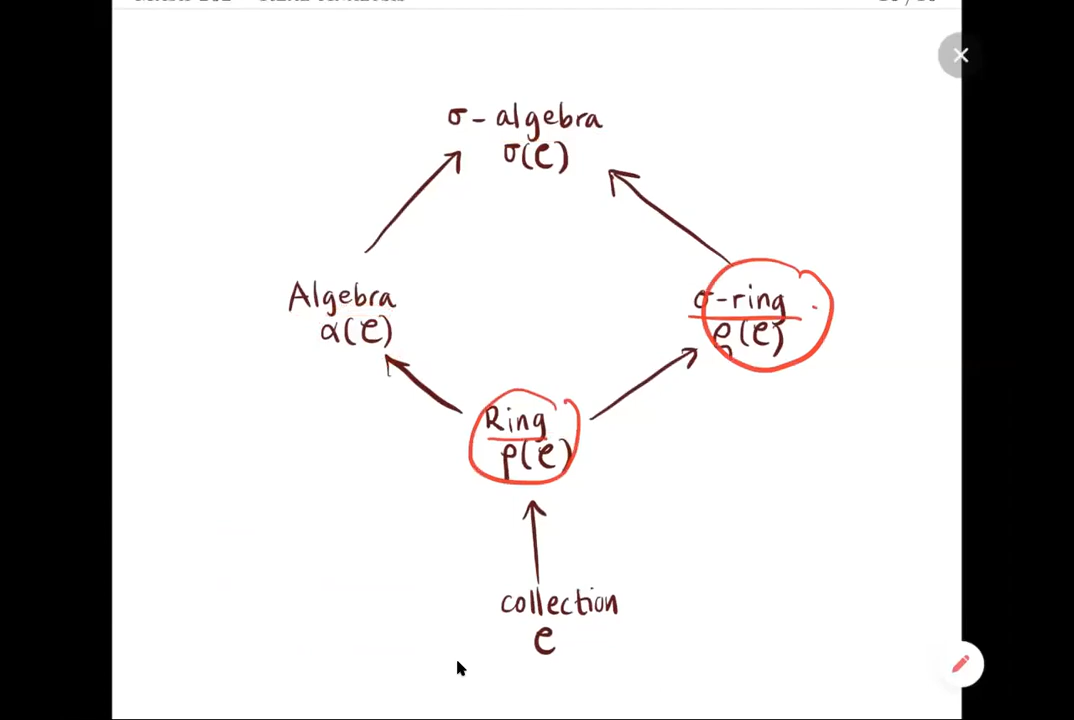 σ- algebra
σ(C)
Algebra
α(C)
σ-ring
ϱ(C)
Ring
ρ(C)
collection
C